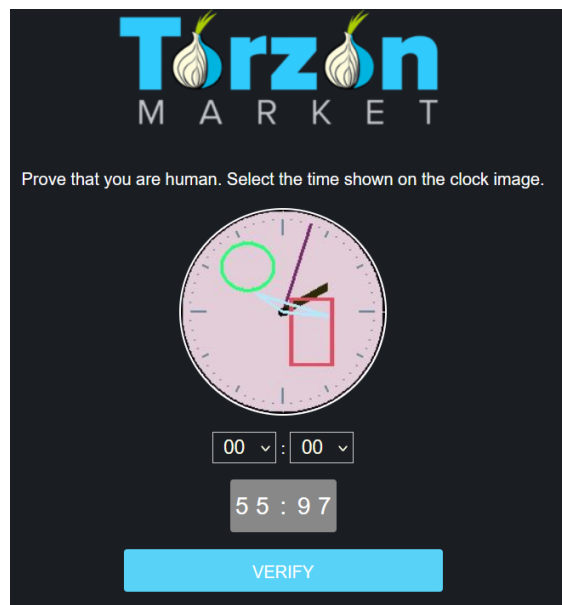 Torzon
MARKET
Prove that you are human. Select the time shown on the clock image.
00 : 00
55 : 97
VERIFY